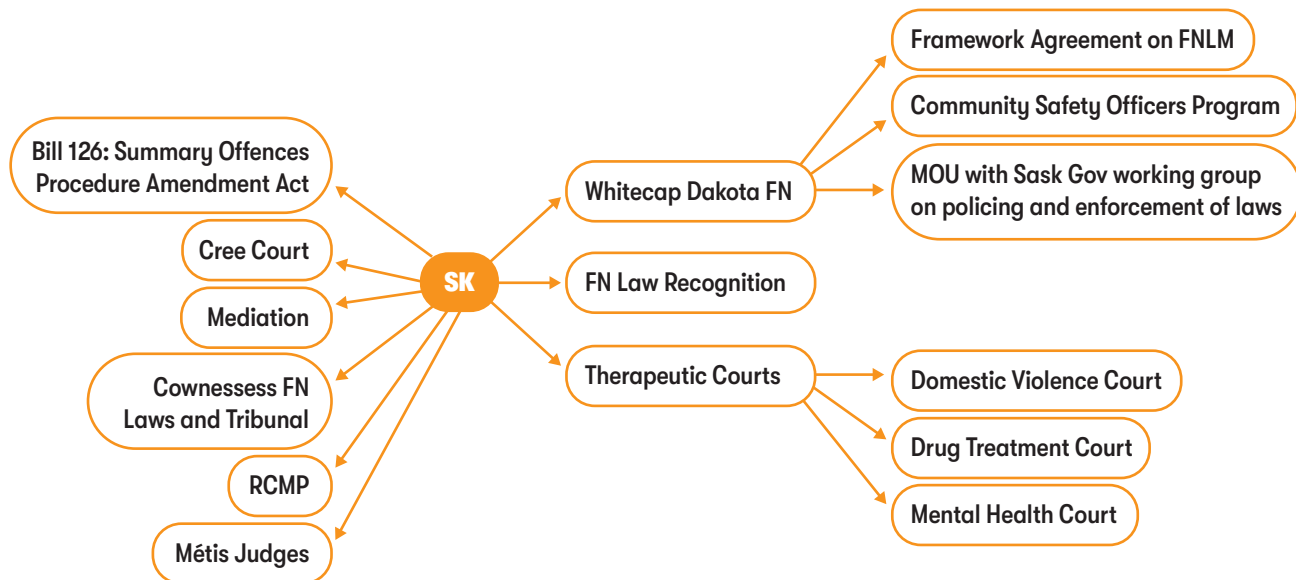 Framework Agreement on FNLM
Community Safety Officers Program
Bill 126: Summary Offences
Procedure Amendment Act
Whitecap Dakota FN
MOU with Sask Gov working group
on policing and enforcement of laws
Cree Court
SK
FN Law Recognition
Mediation
Cownessess FN
Laws and Tribunal
Therapeutic Courts
Domestic Violence Court
Drug Treatment Court
RCMP
Mental Health Court
Métis Judges